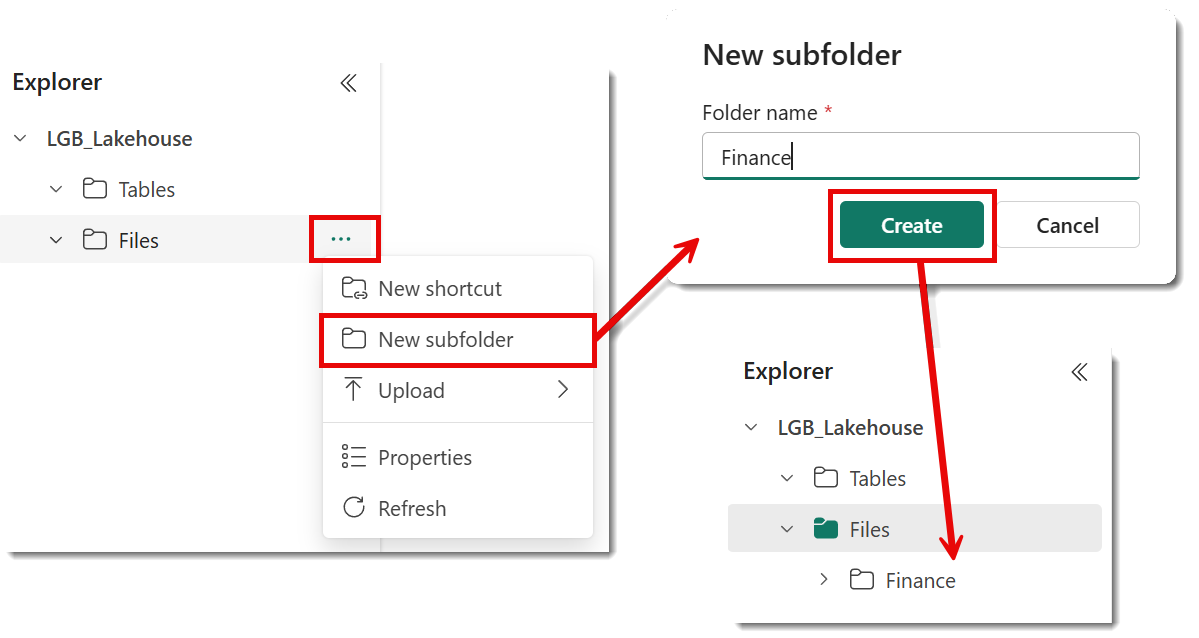 Explorer
LGB_Lakehouse
Tables
Files
...
New shortcut
New subfolder
Upload
Properties
Refresh
New subfolder
Folder name *
Finance
Create
Cancel
Explorer
LGB_Lakehouse
Tables
Files
Finance